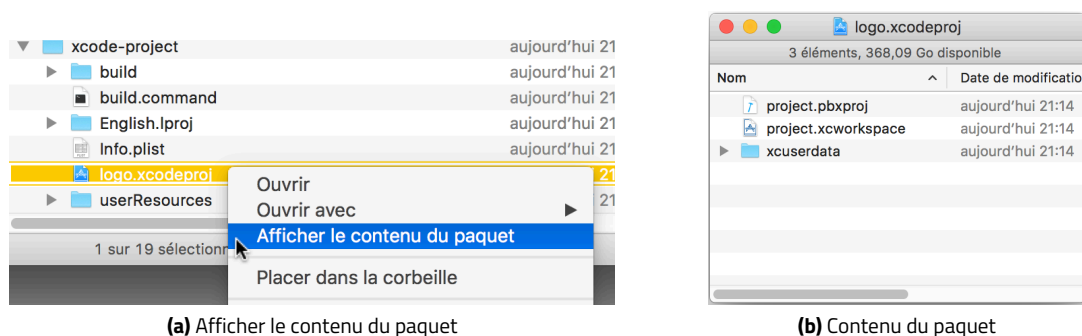 xcode-project aujourd'hui 21
build aujourd'hui 21
build.command aujourd'hui 21
English.lproj aujourd'hui 21
Info.plist aujourd'hui 21
logo.xcodeproj 21
userResources 21
Ouvrir
Ouvrir avec
Afficher le contenu du paquet
Placer dans la corbeille
1 sur 19 sélectionn
(a) Afficher le contenu du paquet
logo.xcodeproj
3 éléments, 368,09 Go disponible
Nom Date de modificatio
project.pbxproj aujourd'hui 21:14
project.xcworkspace aujourd'hui 21:14
xcuserdata aujourd'hui 21:14
(b) Contenu du paquet